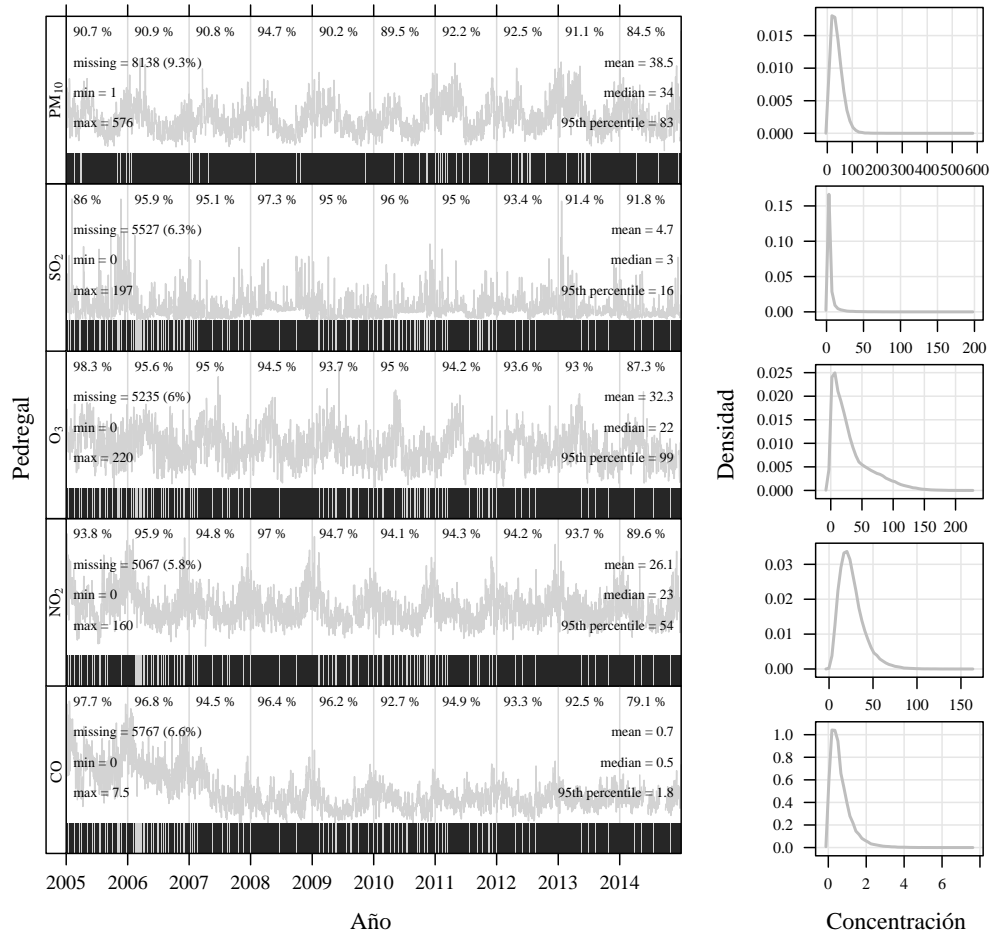 90.7 % 90.9 % 90.8 % 94.7 % 90.2 % 89.5 % 92.2 % 92.5 % 91.1 % 84.5 %
missing = 8138 (9.3%) mean = 38.5
min = 1 median = 34
max = 576 95th percentile = 83
PM10
86 % 95.9 % 95.1 % 97.3 % 95 % 96 % 95 % 93.4 % 91.4 % 91.8 %
missing = 5527 (6.3%) mean = 4.7
min = 0 median = 3
max = 197 95th percentile = 16
SO2
98.3 % 95.6 % 95 % 94.5 % 93.7 % 95 % 94.2 % 93.6 % 93 % 87.3 %
missing = 5235 (6%) mean = 32.3
min = 0 median = 22
max = 220 95th percentile = 99
O3
93.8 % 95.9 % 94.8 % 97 % 94.7 % 94.1 % 94.3 % 94.2 % 93.7 % 89.6 %
missing = 5067 (5.8%) mean = 26.1
min = 0 median = 23
max = 160 95th percentile = 54
NO2
97.7 % 96.8 % 94.5 % 96.4 % 96.2 % 92.7 % 94.9 % 93.3 % 92.5 % 79.1 %
missing = 5767 (6.6%) mean = 0.7
min = 0 median = 0.5
max = 7.5 95th percentile = 1.8
CO
Pedregal
2005 2006 2007 2008 2009 2010 2011 2012 2013 2014
Año
0.015
0.010
0.005
0.000
0 100 200 300 400 500 600
0.15
0.10
0.05
0.00
0 50 100 150 200
0.025
0.020
0.015
0.010
0.005
0.000
0 50 100 150 200
0.03
0.02
0.01
0.00
0 50 100 150
1.0
0.8
0.6
0.4
0.2
0.0
0 2 4 6
Densidad
Concentración